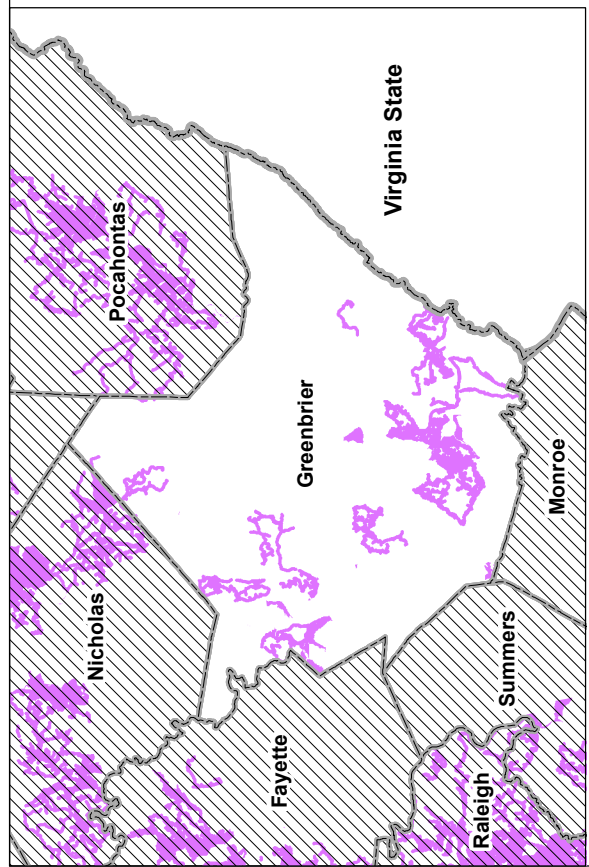 Pocahontas
Virginia State
Greenbrier
Nicholas
Monroe
Summers
Fayette
Raleigh